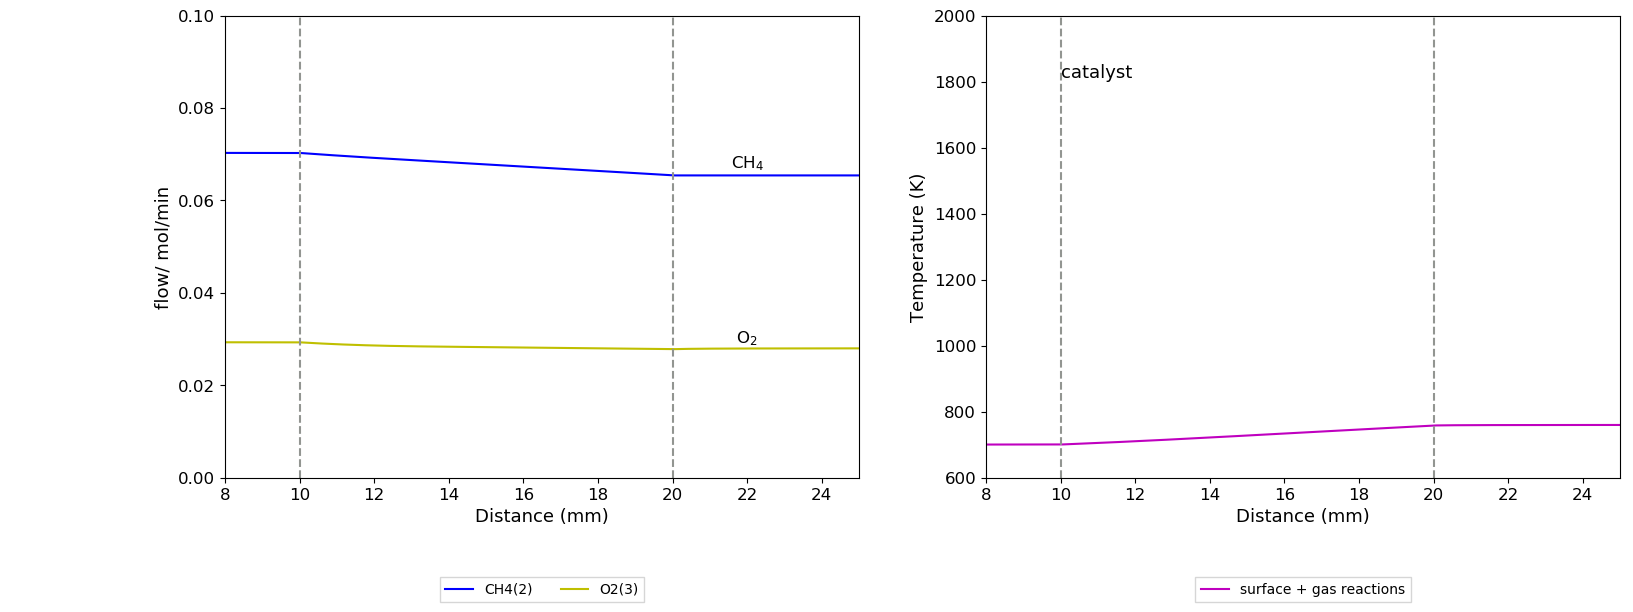 0.10
0.08
0.06
0.04
0.02
0.00
flow/ mol/min
CH₄
O₂
8 10 12 14 16 18 20 22 24
Distance (mm)
CH4(2) O2(3)
2000
1800
1600
1400
1200
1000
800
600
Temperature (K)
catalyst
8 10 12 14 16 18 20 22 24
Distance (mm)
surface + gas reactions